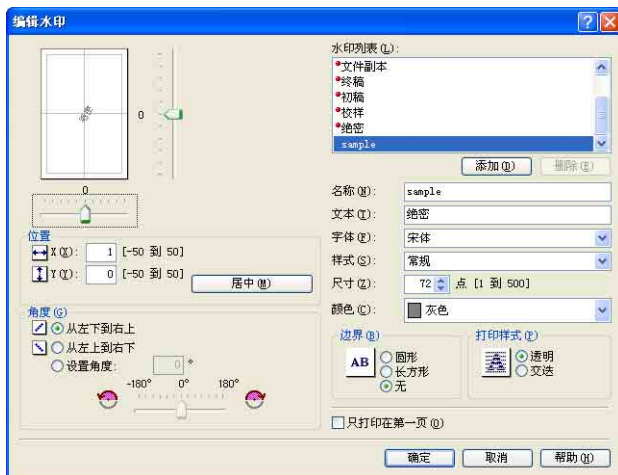 编辑水印
绝密
0
0
位置
X(X): 1 [-50 到 50]
Y(Y): 0 [-50 到 50]
居中(M)
角度(G)
从左下到右上
从左上到右下
设置角度: 0 °
-180° 0° 180°
水印列表(L):
文件副本
终稿
初稿
校样
绝密
sample
添加(D) 删除(E)
名称(N): sample
文本(T): 绝密
字体(F): 宋体
样式(S): 常规
尺寸(Z): 72 点 [1 到 500]
颜色(C): 灰色
边界(B)
AB
圆形
长方形
无
打印样式(P)
A
透明
交迭
只打印在第一页(O)
确定 取消 帮助(H)